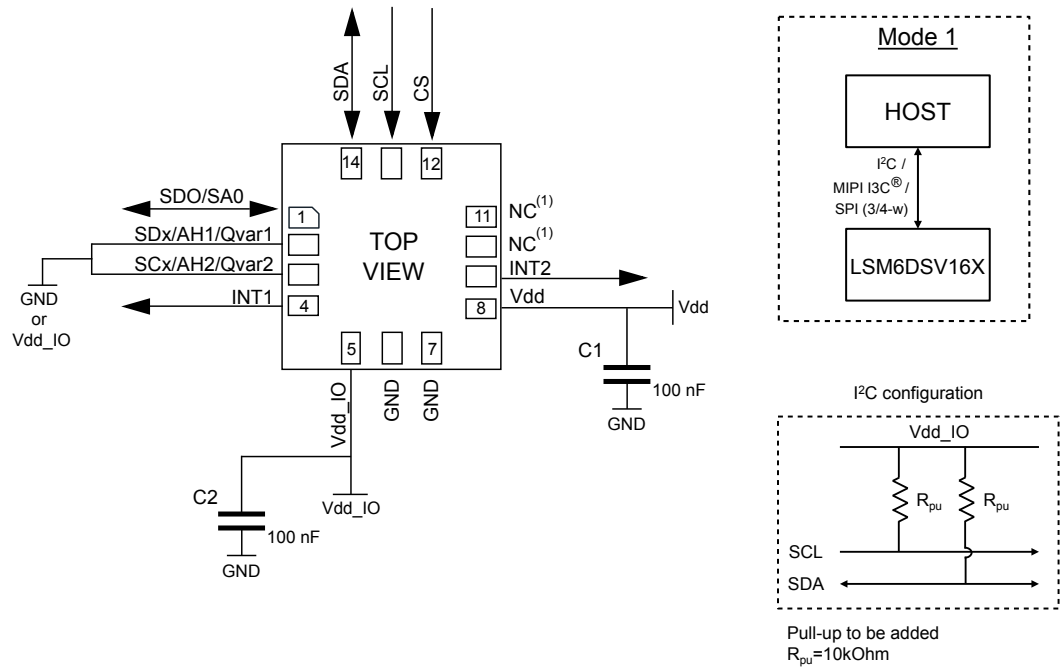 SDA
SCL
CS
14
12
SDO/SA0
1
SDx/AH1/Qvar1
SCx/AH2/Qvar2
INT1
4
GND
or
Vdd_IO
TOP
VIEW
11
NC(1)
NC(1)
INT2
Vdd
8
Vdd
5
7
Vdd_IO
GND
GND
C1
100 nF
GND
C2
100 nF
GND
Vdd_IO
Mode 1
HOST
I²C /
MIPI I3C® /
SPI (3/4-w)
LSM6DSV16X
I²C configuration
Vdd_IO
Rpu
Rpu
SCL
SDA
Pull-up to be added
Rpu=10kOhm